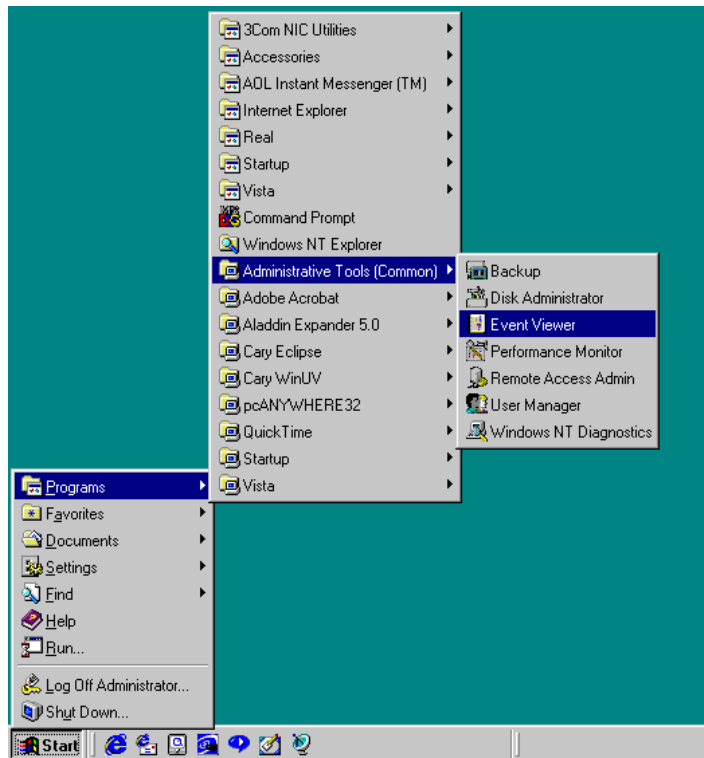 3Com NIC Utilities
Accessories
AOL Instant Messenger (TM)
Internet Explorer
Real
Startup
Vista
Command Prompt
Windows NT Explorer
Administrative Tools (Common)
Adobe Acrobat
Aladdin Expander 5.0
Cary Eclipse
Cary WinUV
pcANYWHERE32
QuickTime
Startup
Vista
Backup
Disk Administrator
Event Viewer
Performance Monitor
Remote Access Admin
User Manager
Windows NT Diagnostics
Programs
Favorites
Documents
Settings
Find
Help
Run...
Log Off Administrator...
Shut Down...
Start